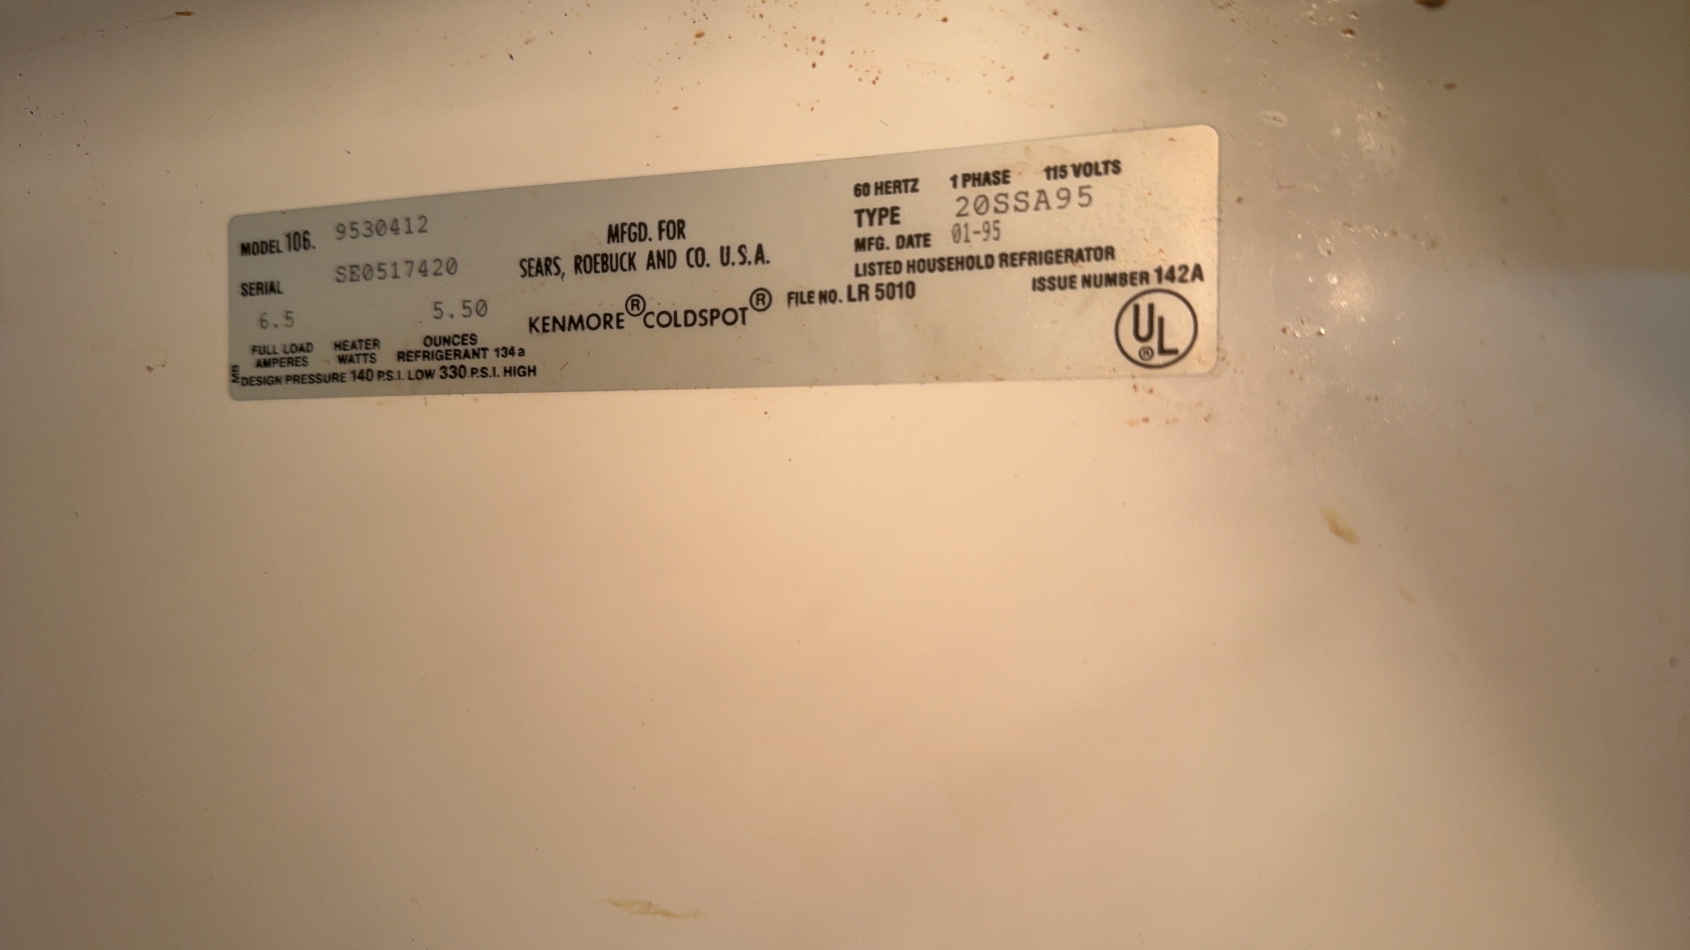 MODEL 106. 9530412
SERIAL SE0517420
6.5 5.50
FULL LOAD AMPERES HEATER WATTS OUNCES REFRIGERANT 134a
DESIGN PRESSURE 140 P.S.I. LOW 330 P.S.I. HIGH
MFGD. FOR
SEARS, ROEBUCK AND CO. U.S.A.
KENMORE® COLDSPOT®
60 HERTZ 1 PHASE 115 VOLTS
TYPE 20SSA95
MFG. DATE 01-95
LISTED HOUSEHOLD REFRIGERATOR
FILE NO. LR 5010 ISSUE NUMBER 142A
UL®